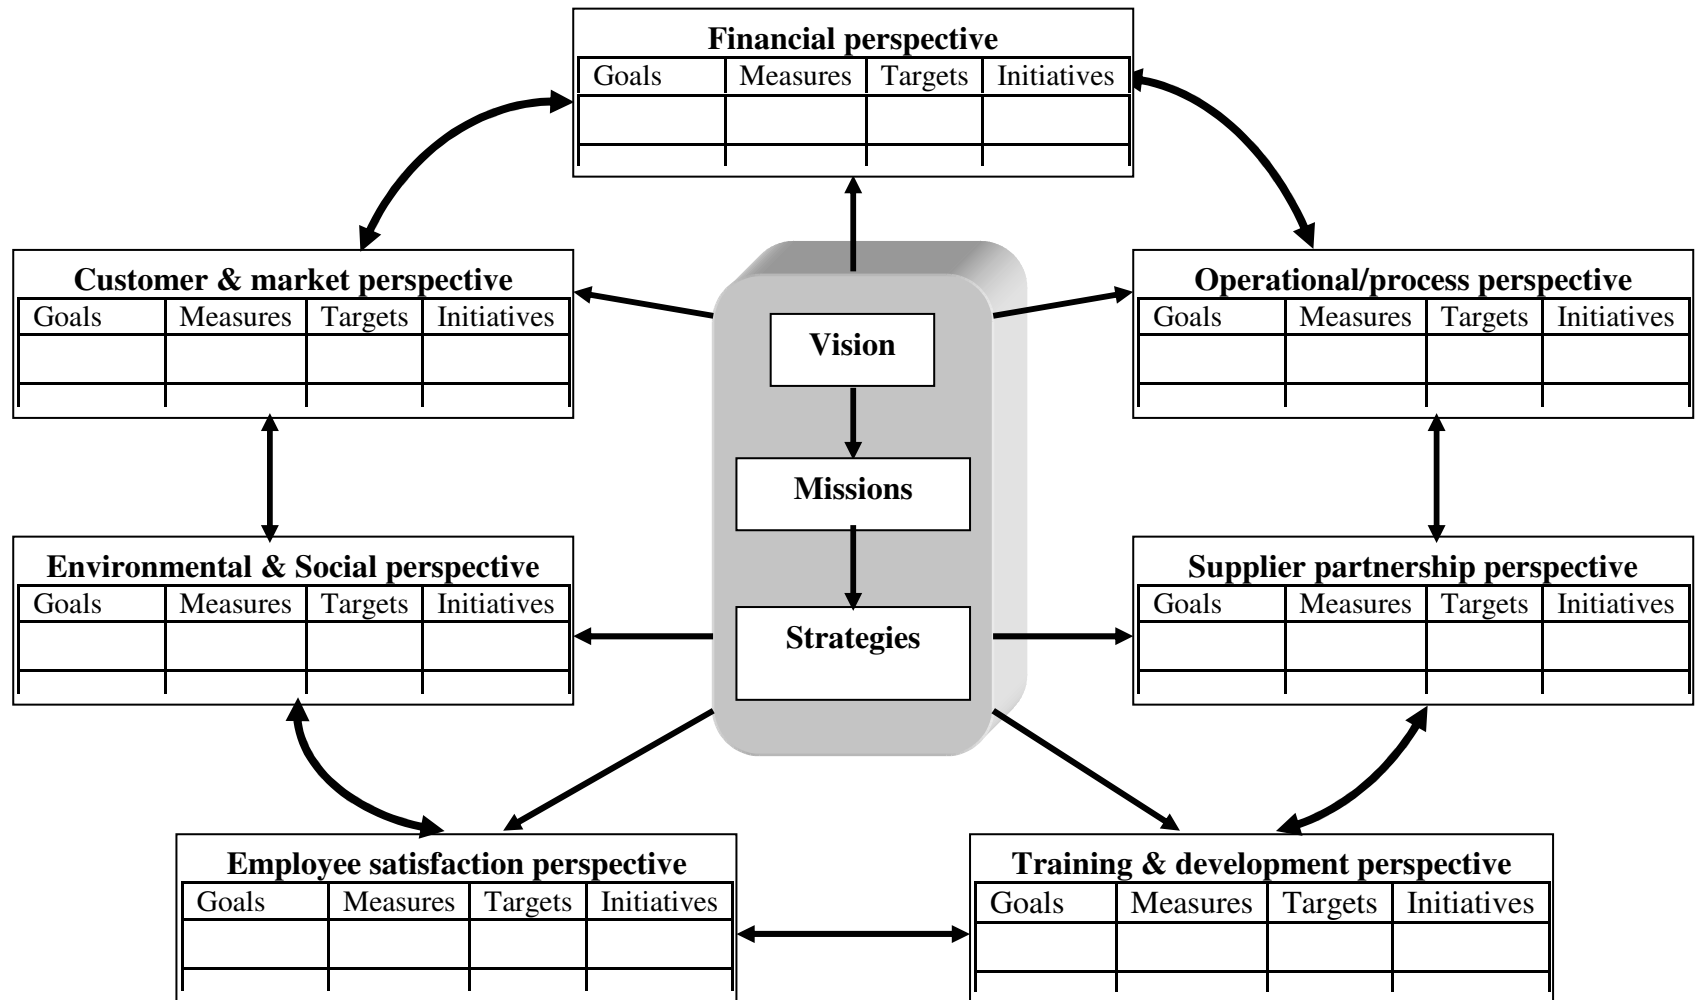 Financial perspective
Goals Measures Targets Initiatives
Customer & market perspective
Goals Measures Targets Initiatives
Operational/process perspective
Goals Measures Targets Initiatives
Vision
Missions
Strategies
Environmental & Social perspective
Goals Measures Targets Initiatives
Supplier partnership perspective
Goals Measures Targets Initiatives
Employee satisfaction perspective
Goals Measures Targets Initiatives
Training & development perspective
Goals Measures Targets Initiatives